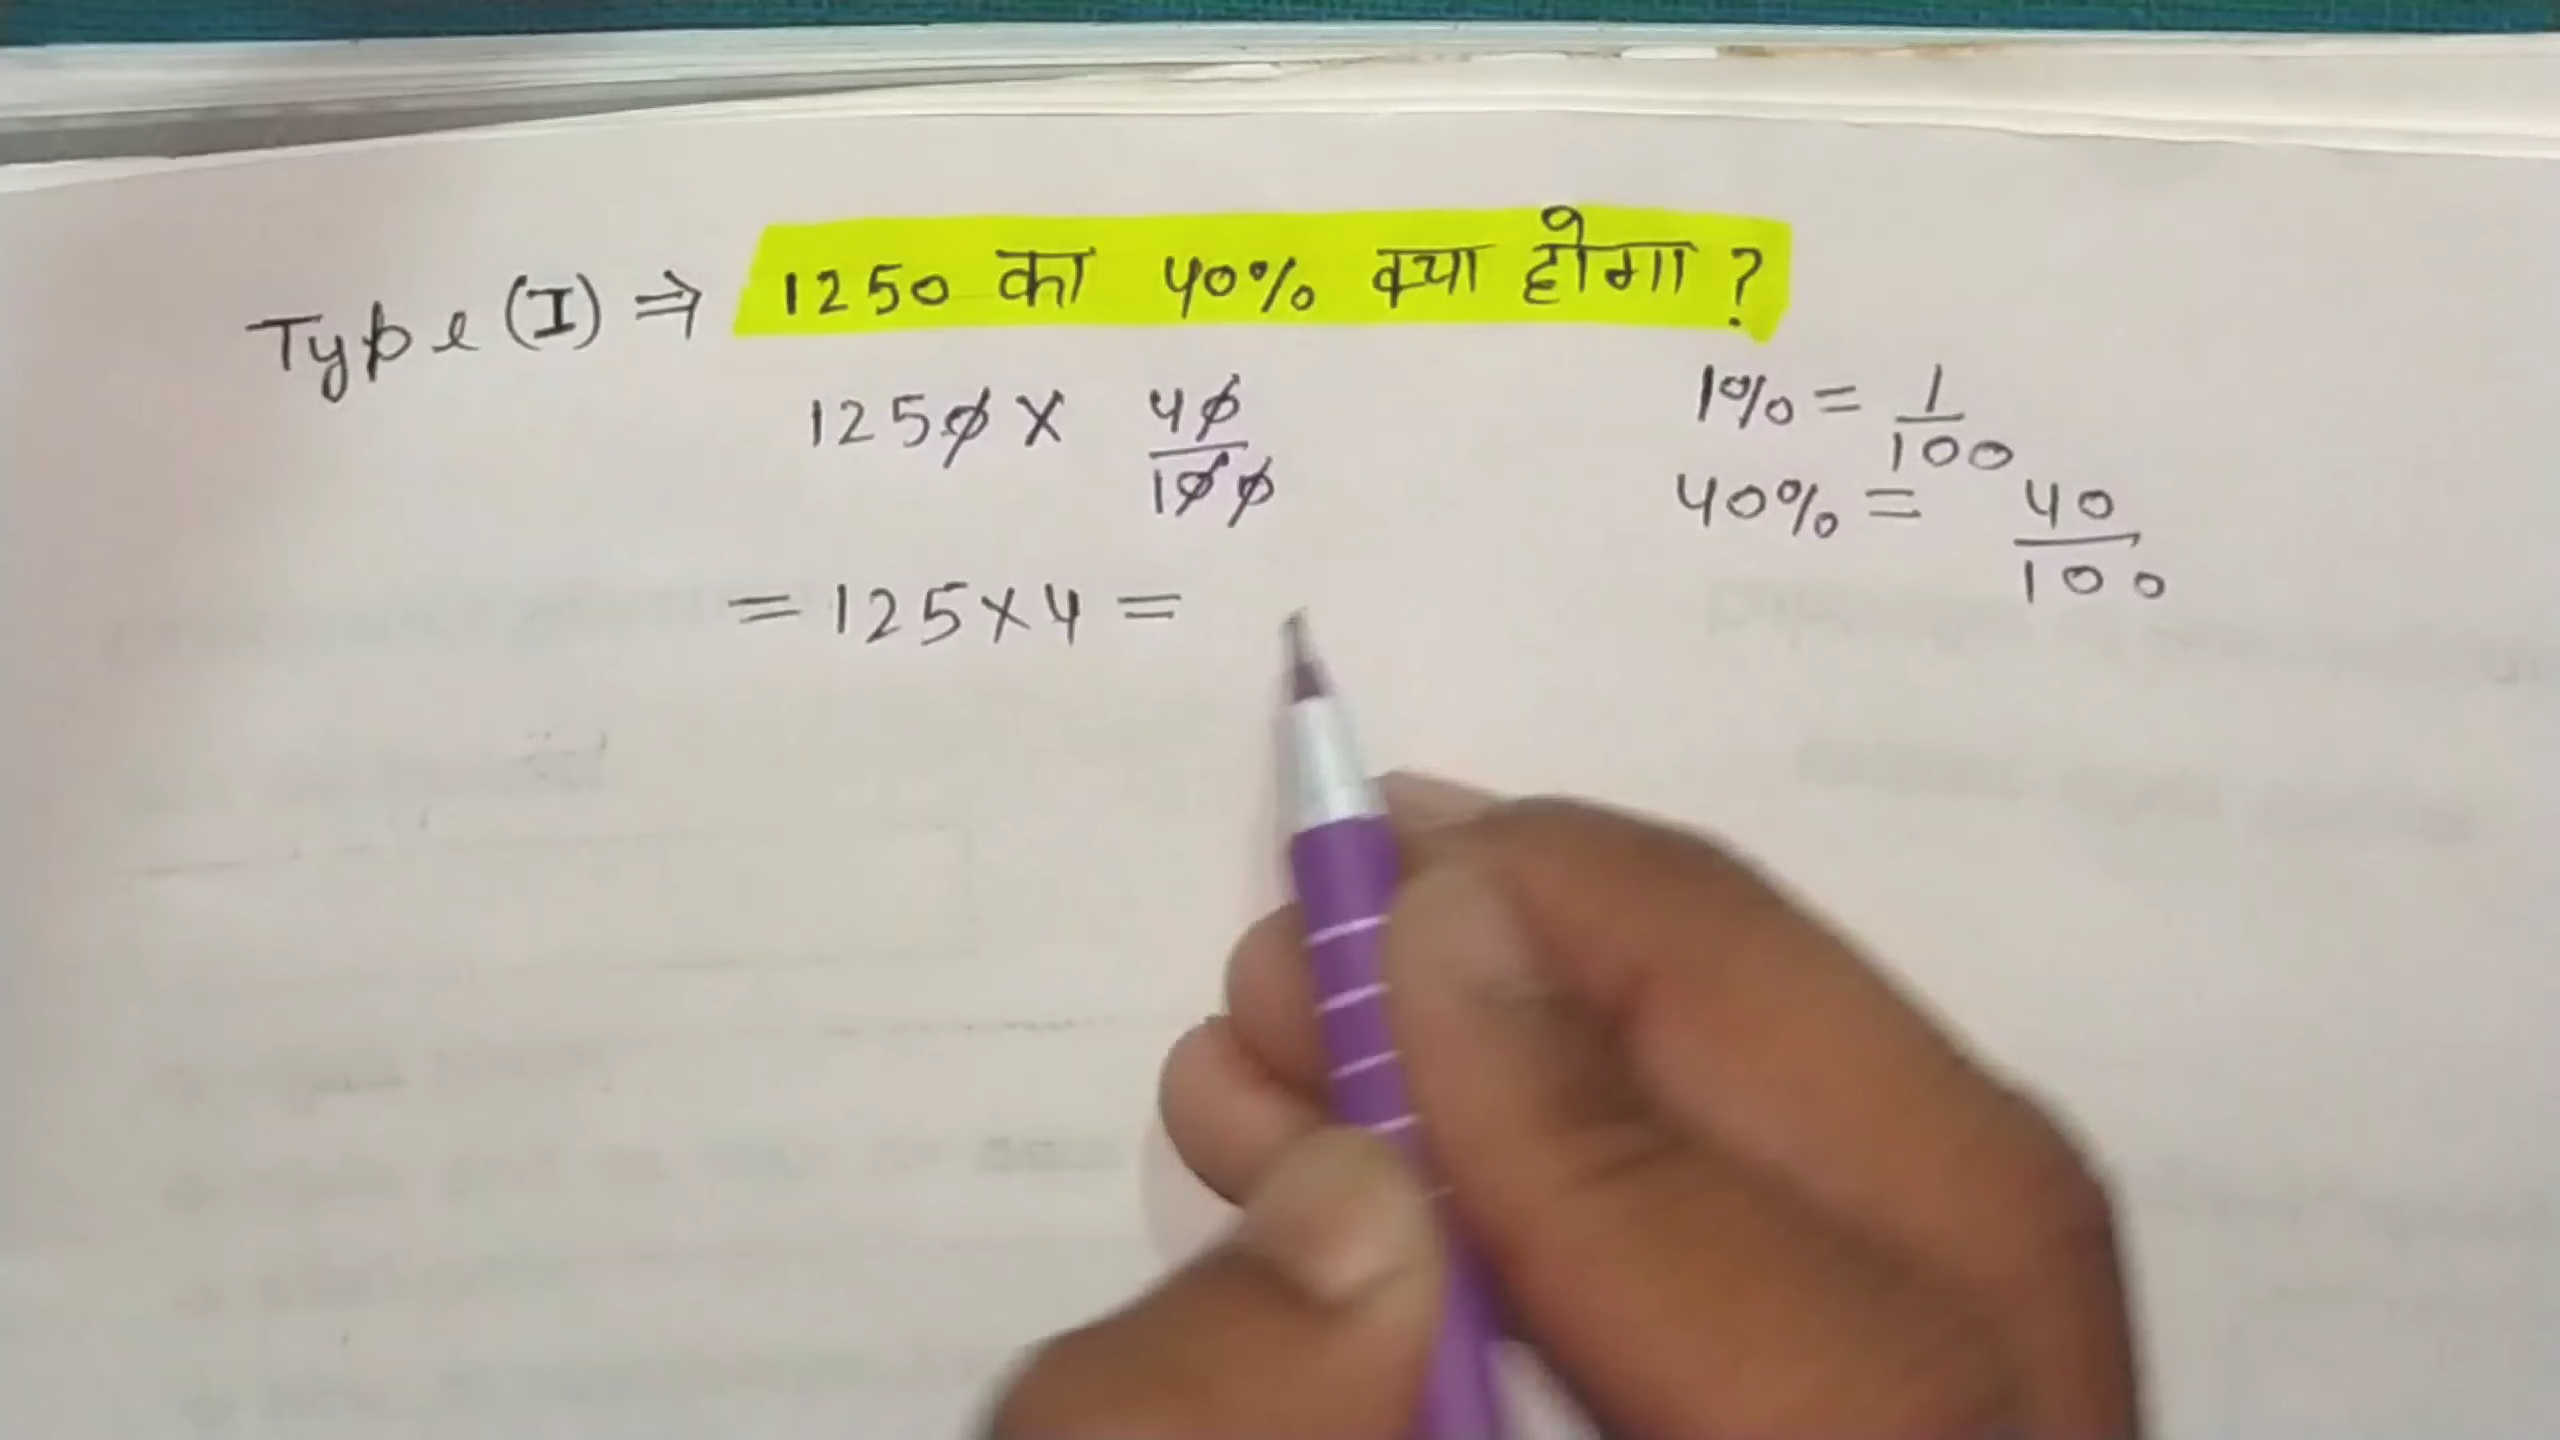 Type (I) ⇒ 1250 का 40% क्या होगा ?
1250 × 40/100
1% = 1/100
40% = 40/100
= 125 × 4 =